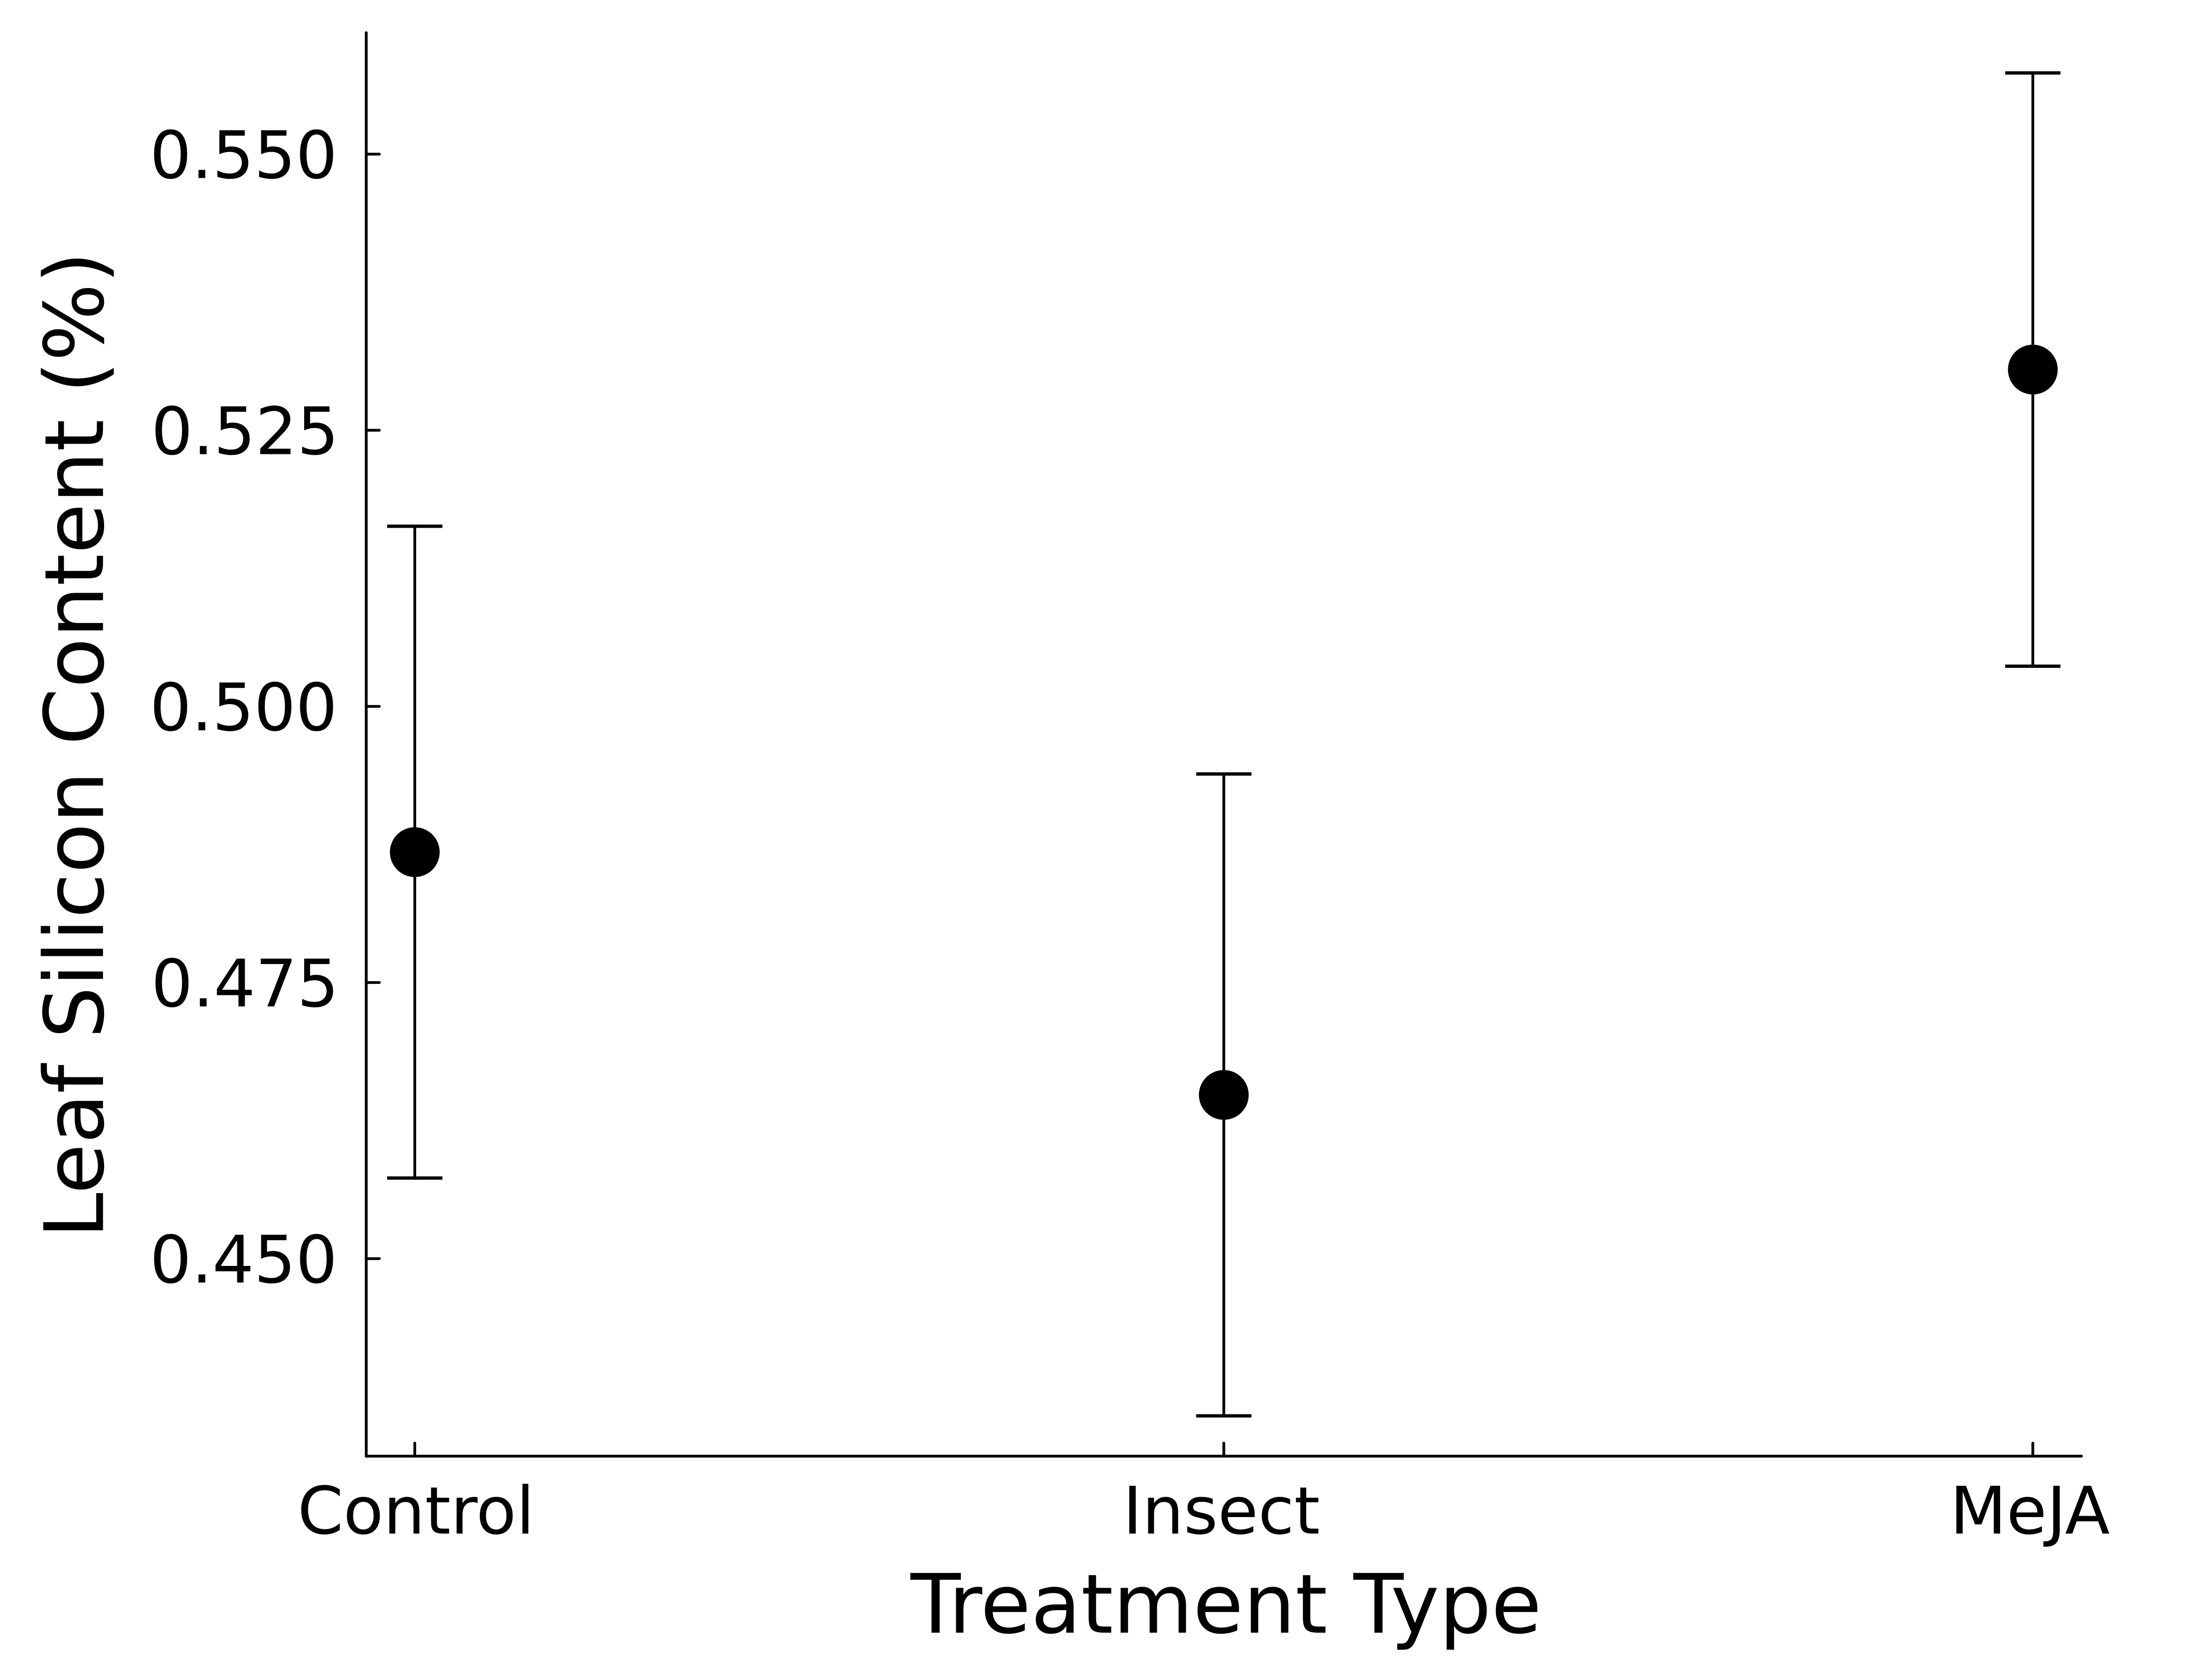 Leaf Silicon Content (%)
0.550
0.525
0.500
0.475
0.450
Control Insect MeJA
Treatment Type